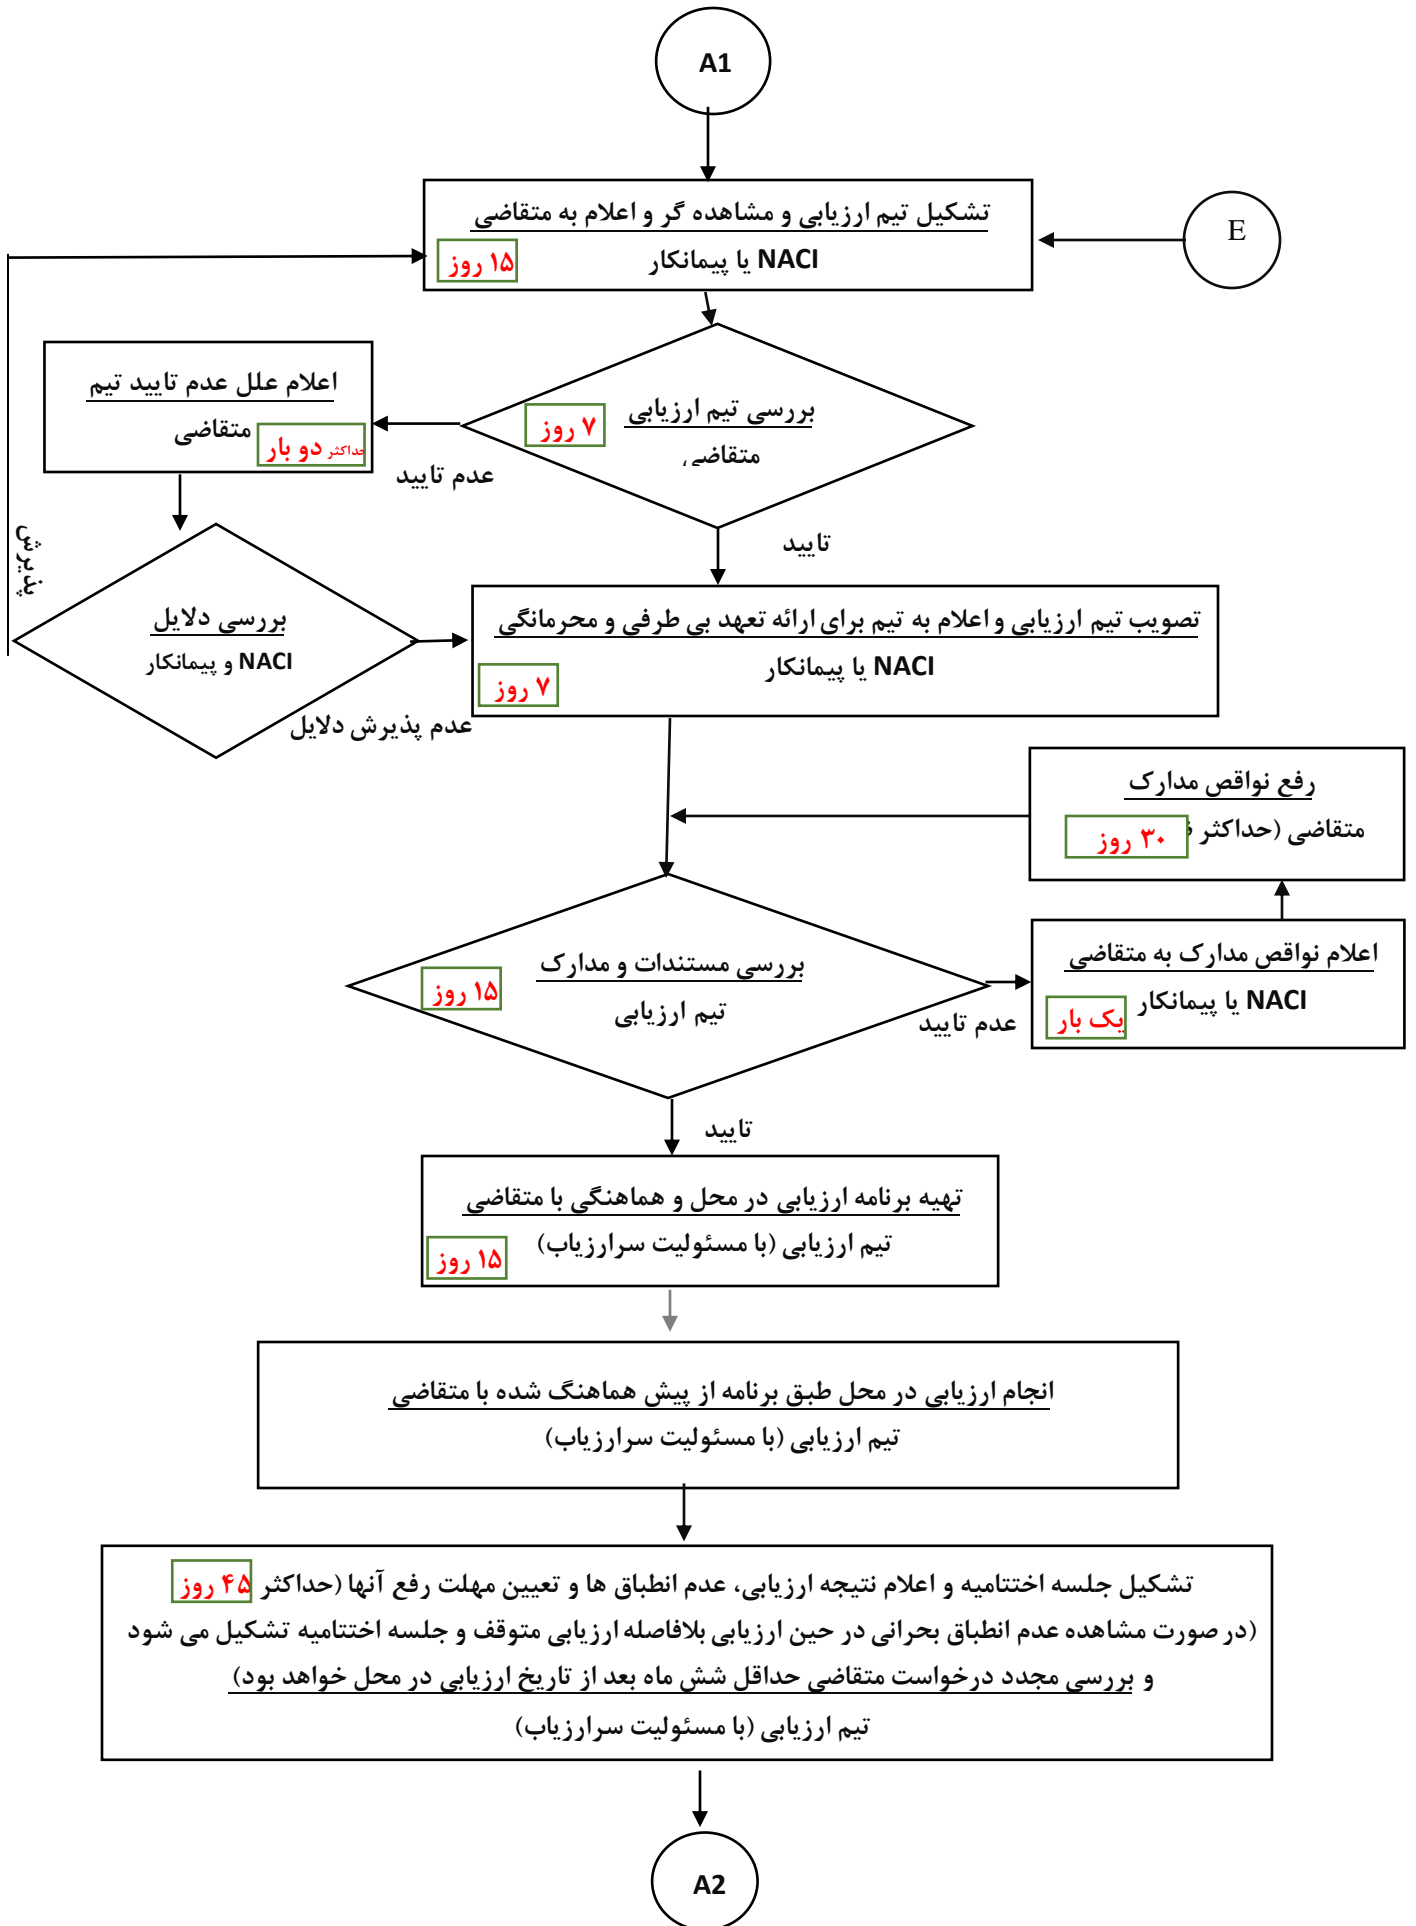 A1
تشکیل تیم ارزیابی و مشاهده گر و اعلام به متقاضی
NACI یا پیمانکار
۱۵ روز
E
بررسی تیم ارزیابی
متقاضی
۷ روز
اعلام علل عدم تایید تیم
متقاضی
حداکثر دو بار
عدم تایید
تایید
پذیرش
بررسی دلایل
NACI و پیمانکار
عدم پذیرش دلایل
تصویب تیم ارزیابی و اعلام به تیم برای ارائه تعهد بی طرفی و محرمانگی
NACI یا پیمانکار
۷ روز
رفع نواقص مدارک
متقاضی (حداکثر
۳۰ روز
بررسی مستندات و مدارک
تیم ارزیابی
۱۵ روز
عدم تایید
اعلام نواقص مدارک به متقاضی
NACI یا پیمانکار
یک بار
تایید
تهیه برنامه ارزیابی در محل و هماهنگی با متقاضی
تیم ارزیابی (با مسئولیت سرارزیاب)
۱۵ روز
انجام ارزیابی در محل طبق برنامه از پیش هماهنگ شده با متقاضی
تیم ارزیابی (با مسئولیت سرارزیاب)
تشکیل جلسه اختتامیه و اعلام نتیجه ارزیابی، عدم انطباق ها و تعیین مهلت رفع آنها (حداکثر ۴۵ روز
(در صورت مشاهده عدم انطباق بحرانی در حین ارزیابی بلافاصله ارزیابی متوقف و جلسه اختتامیه تشکیل می شود
و بررسی مجدد درخواست متقاضی حداقل شش ماه بعد از تاریخ ارزیابی در محل خواهد بود)
تیم ارزیابی (با مسئولیت سرارزیاب)
A2